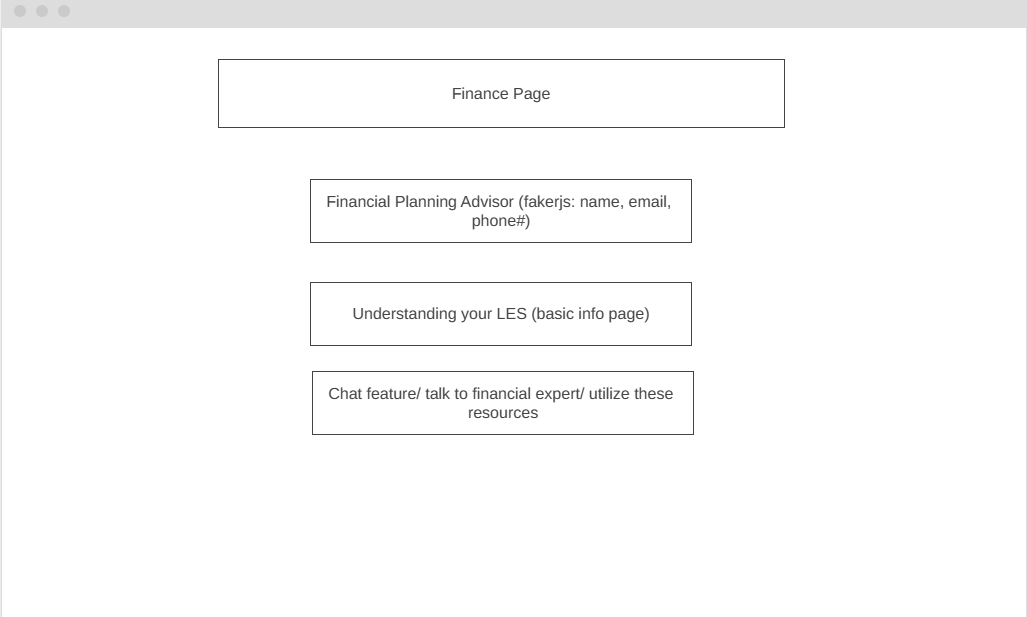 Finance Page
Financial Planning Advisor (fakerjs: name, email,
phone#)
Understanding your LES (basic info page)
Chat feature/ talk to financial expert/ utilize these
resources